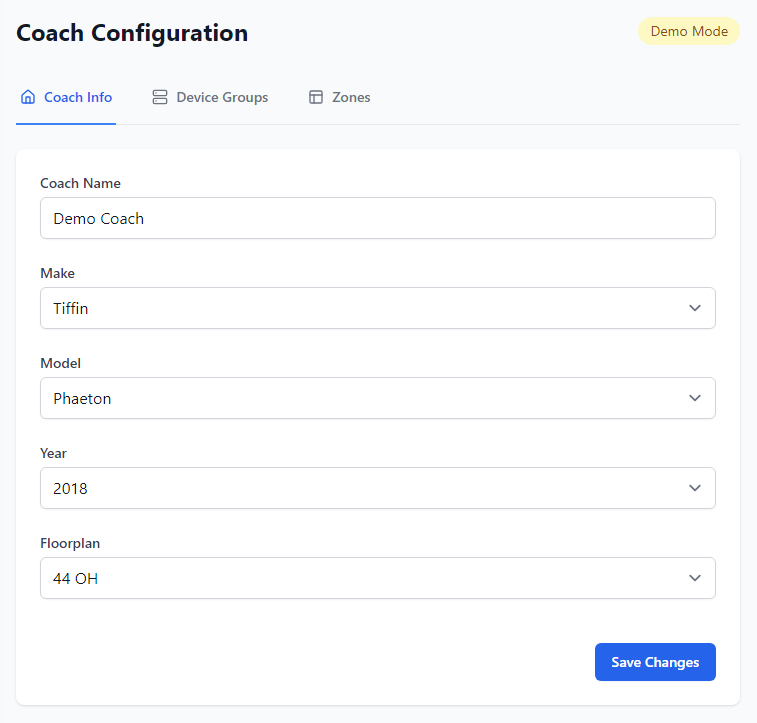 Coach Configuration
Demo Mode
Coach Info
Device Groups
Zones
Coach Name
Demo Coach
Make
Tiffin
Model
Phaeton
Year
2018
Floorplan
44 OH
Save Changes